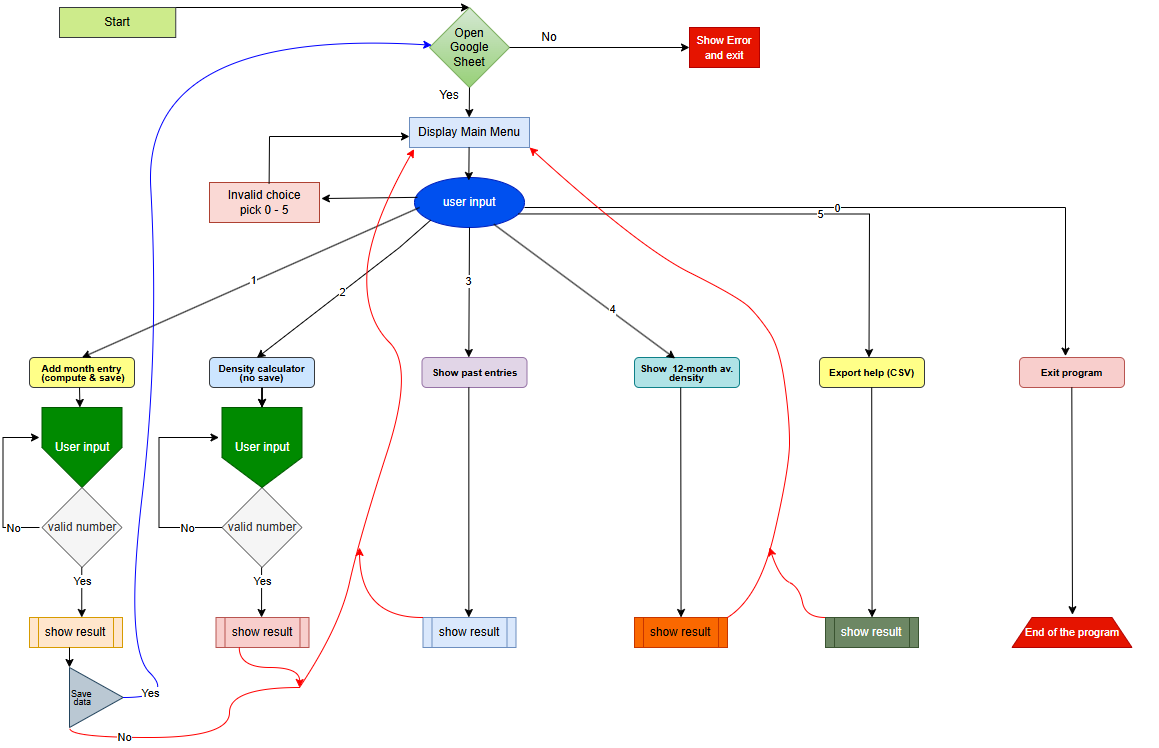 Start
Open
Google
Sheet
No
Show Error
and exit
Yes
Display Main Menu
Invalid choice
pick 0 - 5
user input
0
5
1
2
3
4
Add month entry
(compute & save)
Density calculator
(no save)
Show past entries
Show 12-month av.
density
Export help (CSV)
Exit program
User input
User input
No
valid number
No
valid number
Yes
Yes
show result
show result
show result
show result
show result
End of the program
Save
data
Yes
No